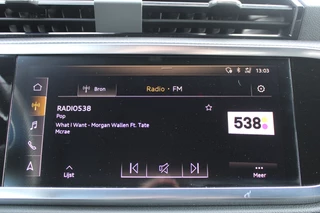 13:03
Bron
Radio · FM
RADIO538
Pop
What I Want - Morgan Wallen Ft. Tate
Mcrae
538
Lijst
Meer